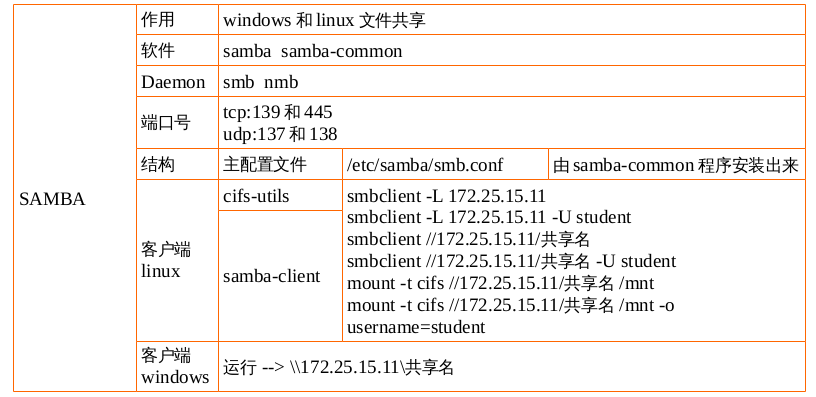 SAMBA
作用
windows 和 linux 文件共享
软件
samba  samba-common
Daemon
smb  nmb
端口号
tcp:139 和 445
udp:137 和 138
结构
主配置文件
/etc/samba/smb.conf
由 samba-common 程序安装出来
客户端
linux
cifs-utils
samba-client
smbclient -L 172.25.15.11
smbclient -L 172.25.15.11 -U student
smbclient //172.25.15.11/共享名
smbclient //172.25.15.11/共享名 -U student
mount -t cifs //172.25.15.11/共享名 /mnt
mount -t cifs //172.25.15.11/共享名 /mnt -o
username=student
客户端
windows
运行 --> \\172.25.15.11\共享名